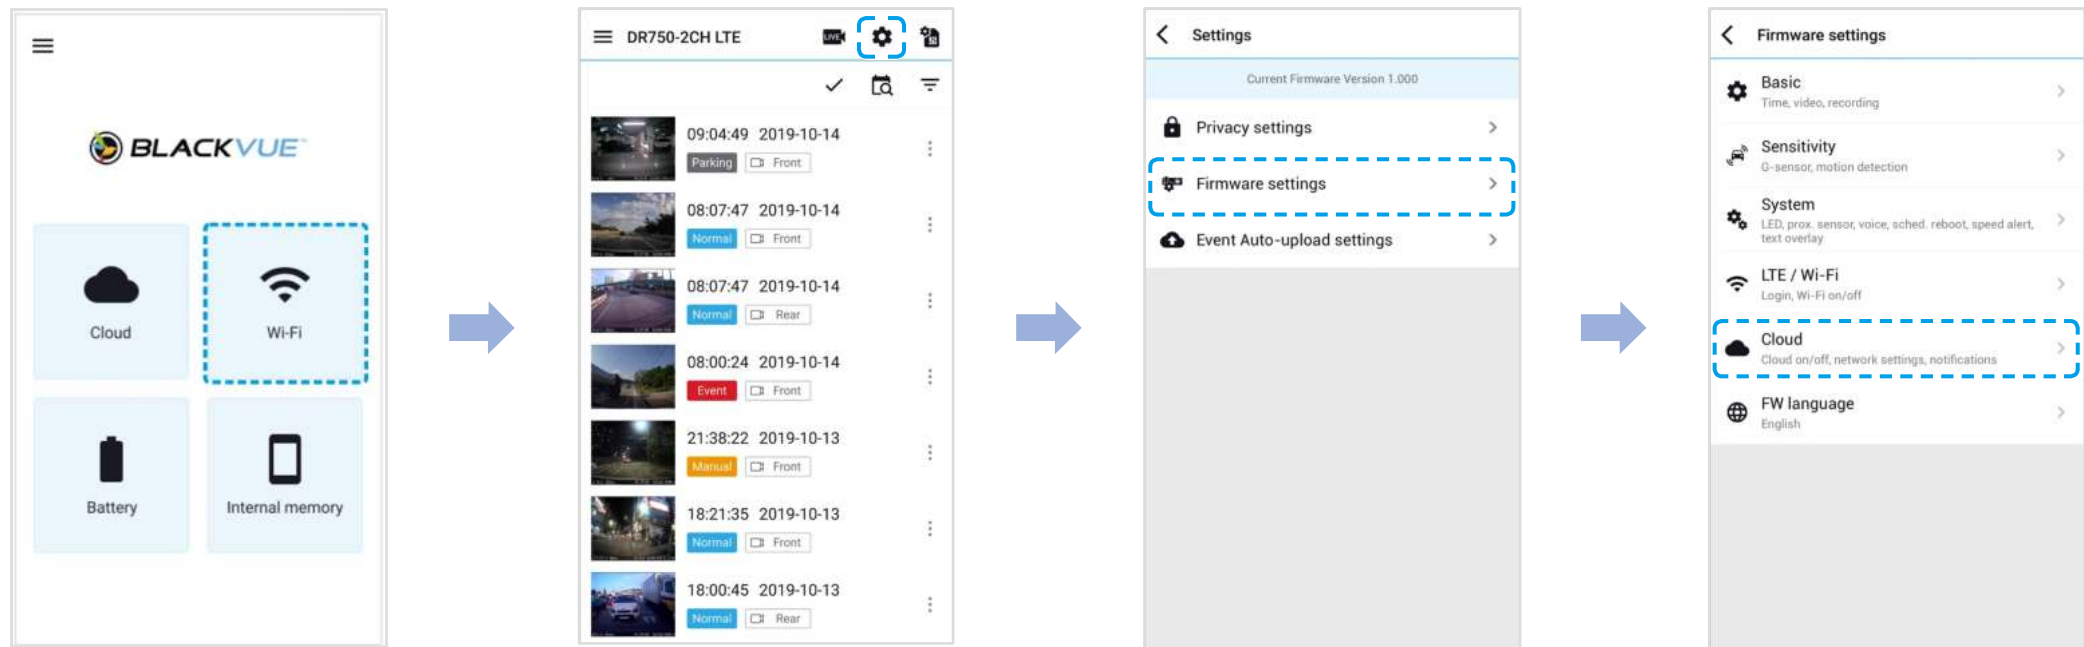 BLACKVUE
Cloud
Wi-Fi
Battery
Internal memory
DR750-2CH LTE
LIVE
09:04:49 2019-10-14
Parking Front
08:07:47 2019-10-14
Normal Front
08:07:47 2019-10-14
Normal Rear
08:00:24 2019-10-14
Event Front
21:38:22 2019-10-13
Manual Front
18:21:35 2019-10-13
Normal Front
18:00:45 2019-10-13
Normal Rear
Settings
Current Firmware Version 1.000
Privacy settings
Firmware settings
Event Auto-upload settings
Firmware settings
Basic
Time, video, recording
Sensitivity
G-sensor, motion detection
System
LED, prox. sensor, voice, sched. reboot, speed alert,
text overlay
LTE / Wi-Fi
Login, Wi-Fi on/off
Cloud
Cloud on/off, network settings, notifications
FW language
English